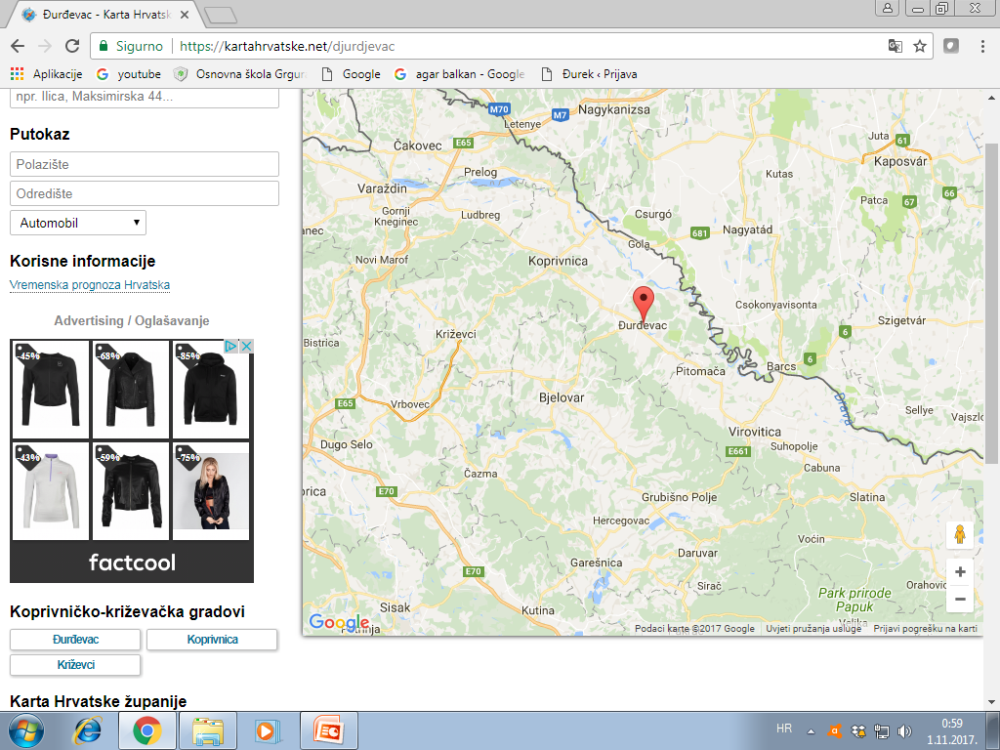 Đurđevac - Karta Hrvatsk
Sigurno
https://kartahrvatske.net/djurdjevac
Aplikacije
youtube
Osnovna škola Grgur
Google
agar balkan - Google
Đurek ‹ Prijava
npr. Ilica, Maksimirska 44...
Putokaz
Polazište
Odredište
Automobil
Korisne informacije
Vremenska prognoza Hrvatska
Advertising / Oglašavanje
-45%
-68%
-85%
-43%
-59%
-75%
factcool
Koprivničko-križevačka gradovi
Đurđevac
Koprivnica
Križevci
Karta Hrvatske županije
M70
M7
Nagykanizsa
Letenye
Čakovec
E65
Juta
61
Kaposvár
Prelog
Kutas
Varaždin
Patca
67
66
Gornji
Kneginec
Ludbreg
Csurgó
Nagyatád
681
anec
Gola
Novi Marof
Koprivnica
Csokonyavisonta
Szigetvár
Đurđevac
6
Bistrica
Križevci
Barcs
6
Pitomača
E65
Vrbovec
Bjelovar
Drava
Sellye
Vajszlo
Virovitica
Dugo Selo
E661
Suhopolje
Čazma
Cabuna
orica
E70
Grubišno Polje
Slatina
Hercegovac
Voćin
Daruvar
Garešnica
E70
Sirač
Orahovic
Park prirode
Papuk
Sisak
Kutina
Velika
Petrinja
Google
Podaci karte ©2017 Google
Uvjeti pružanja usluge
Prijavi pogrešku na karti
HR
0:59
1.11.2017.